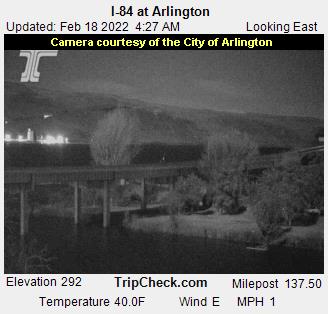 I-84 at Arlington
Updated: Feb 18 2022 4:27 AM Looking East
Camera courtesy of the City of Arlington
Elevation 292 TripCheck.com Milepost 137.50
Temperature 40.0F Wind E MPH 1